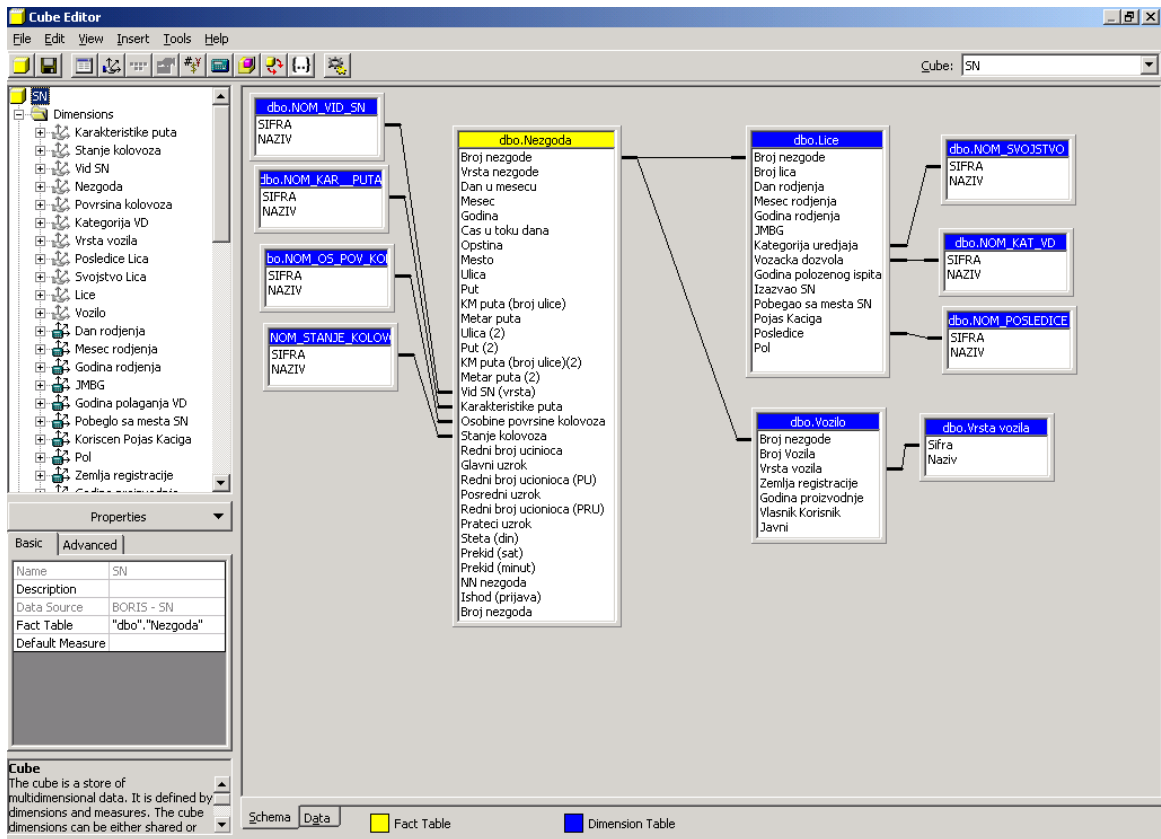 Cube Editor
File Edit View Insert Tools Help
Cube: SN
SN
Dimensions
Karakteristike puta
Stanje kolovoza
Vid SN
Nezgoda
Povrsina kolovoza
Kategorija VD
Vrsta vozila
Posledice Lica
Svojstvo Lica
Lice
Vozilo
Dan rodjenja
Mesec rodjenja
Godina rodjenja
JMBG
Godina polaganja VD
Pobeglo sa mesta SN
Koriscen Pojas Kaciga
Pol
Zemlja registracije
Properties
Basic Advanced
Name SN
Description
Data Source BORIS - SN
Fact Table "dbo"."Nezgoda"
Default Measure
Cube
The cube is a store of
multidimensional data. It is defined by
dimensions and measures. The cube
dimensions can be either shared or
dbo.NOM_VID_SN
SIFRA
NAZIV
dbo.NOM_KAR__PUTA
SIFRA
NAZIV
bo.NOM_OS_POV_KO
SIFRA
NAZIV
NOM_STANJE_KOLOV
SIFRA
NAZIV
dbo.Nezgoda
Broj nezgode
Vrsta nezgode
Dan u mesecu
Mesec
Godina
Cas u toku dana
Opstina
Mesto
Ulica
Put
KM puta (broj ulice)
Metar puta
Ulica (2)
Put (2)
KM puta (broj ulice)(2)
Metar puta (2)
Vid SN (vrsta)
Karakteristike puta
Osobine povrsine kolovoza
Stanje kolovoza
Redni broj ucinioca
Glavni uzrok
Redni broj ucionioca (PU)
Posredni uzrok
Redni broj ucionioca (PRU)
Prateci uzrok
Steta (din)
Prekid (sat)
Prekid (minut)
NN nezgoda
Ishod (prijava)
Broj nezgoda
dbo.Lice
Broj nezgode
Broj lica
Dan rodjenja
Mesec rodjenja
Godina rodjenja
JMBG
Kategorija uredjaja
Vozacka dozvola
Godina polozenog ispita
Izazvao SN
Pobegao sa mesta SN
Pojas Kaciga
Posledice
Pol
dbo.NOM_SVOJSTVO
SIFRA
NAZIV
dbo.NOM_KAT_VD
SIFRA
NAZIV
dbo.NOM_POSLEDICE
SIFRA
NAZIV
dbo.Vozilo
Broj nezgode
Broj Vozila
Vrsta vozila
Zemlja registracije
Godina proizvodnje
Vlasnik Korisnik
Javni
dbo.Vrsta vozila
Sifra
Naziv
Schema Data
Fact Table
Dimension Table